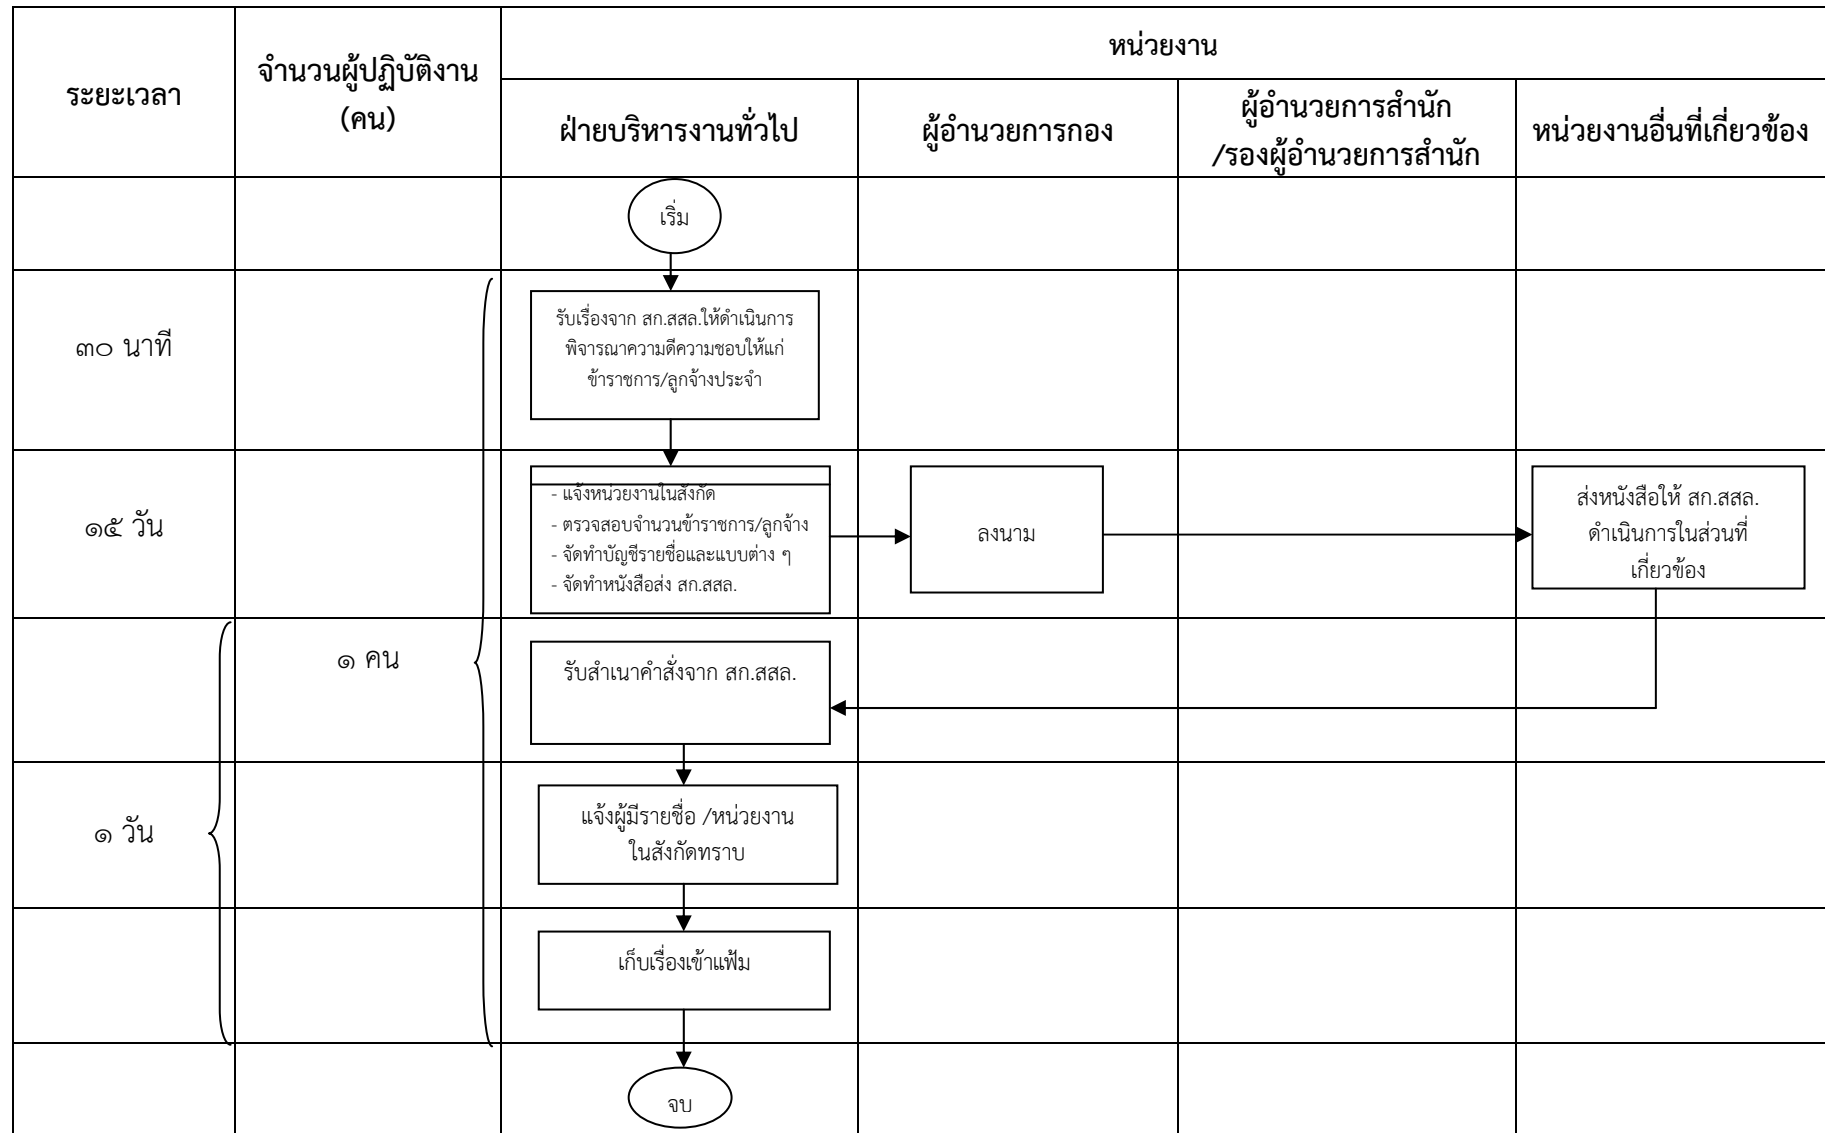 ระยะเวลา
จำนวนผู้ปฏิบัติงาน
(คน)
หน่วยงาน
ฝ่ายบริหารงานทั่วไป
ผู้อำนวยการกอง
ผู้อำนวยการสำนัก
/รองผู้อำนวยการสำนัก
หน่วยงานอื่นที่เกี่ยวข้อง
เริ่ม
๓๐ นาที
รับเรื่องจาก สก.สสล.ให้ดำเนินการ
พิจารณาความดีความชอบให้แก่
ข้าราชการ/ลูกจ้างประจำ
๑๕ วัน
- แจ้งหน่วยงานในสังกัด
- ตรวจสอบจำนวนข้าราชการ/ลูกจ้าง
- จัดทำบัญชีรายชื่อและแบบต่าง ๆ
- จัดทำหนังสือส่ง สก.สสล.
ลงนาม
ส่งหนังสือให้ สก.สสล.
ดำเนินการในส่วนที่
เกี่ยวข้อง
๑ คน
รับสำเนาคำสั่งจาก สก.สสล.
๑ วัน
แจ้งผู้มีรายชื่อ /หน่วยงาน
ในสังกัดทราบ
เก็บเรื่องเข้าแฟ้ม
จบ